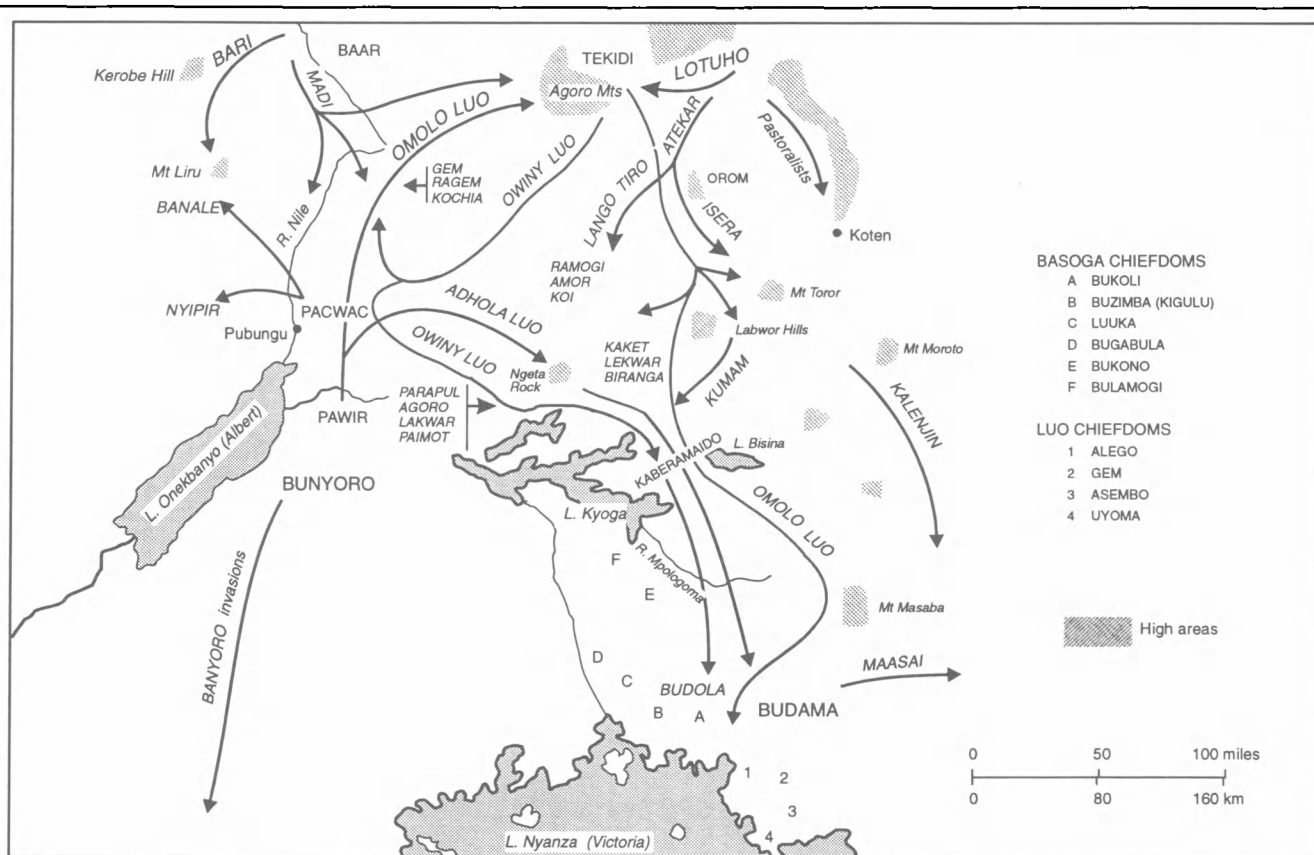 BARI
BAAR
Kerobe Hill
MADI
TEKIDI
LOTUHO
Agoro Mts
Mt Liru
OMOLO LUO
GEM
RAGEM
KOCHIA
OWINY LUO
ATEKAR
LANGO TIRO
OROM
ISERA
Pastoralists
Koten
BANALE
R. Nile
NYIPIR
PACWAC
Pubungu
ADHOLA LUO
RAMOGI
AMOR
KOI
Mt Toror
Labwor Hills
OWINY LUO
Ngeta
Rock
KAKET
LEKWAR
BIRANGA
KUMAM
Mt Moroto
KALENJIN
PAWIR
PARAPUL
AGORO
LAKWAR
PAIMOT
L. Onekbanyo (Albert)
BUNYORO
KABERAMAIDO
L. Bisina
L. Kyoga
OMOLO LUO
R. Mpologoma
BANYORO invasions
F
E
D
C
B
A
BUDOLA
BUDAMA
Mt Masaba
MAASAI
1
2
3
4
L. Nyanza (Victoria)
BASOGA CHIEFDOMS
A BUKOLI
B BUZIMBA (KIGULU)
C LUUKA
D BUGABULA
E BUKONO
F BULAMOGI
LUO CHIEFDOMS
1 ALEGO
2 GEM
3 ASEMBO
4 UYOMA
High areas
0 50 100 miles
0 80 160 km